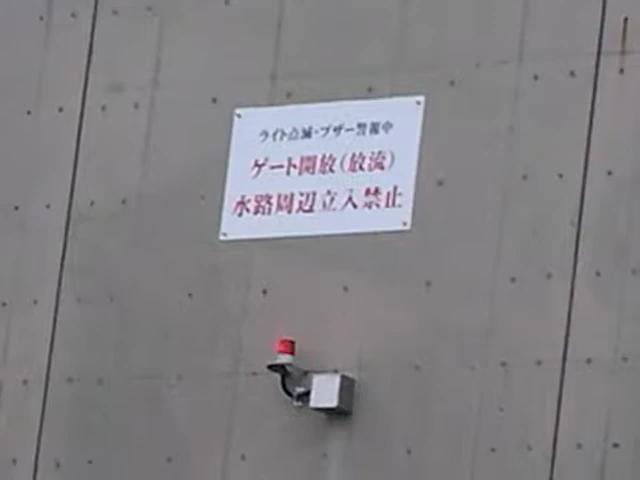 ライト点滅・ブザー警報中
ゲート開放(放流)
水路周辺立入禁止